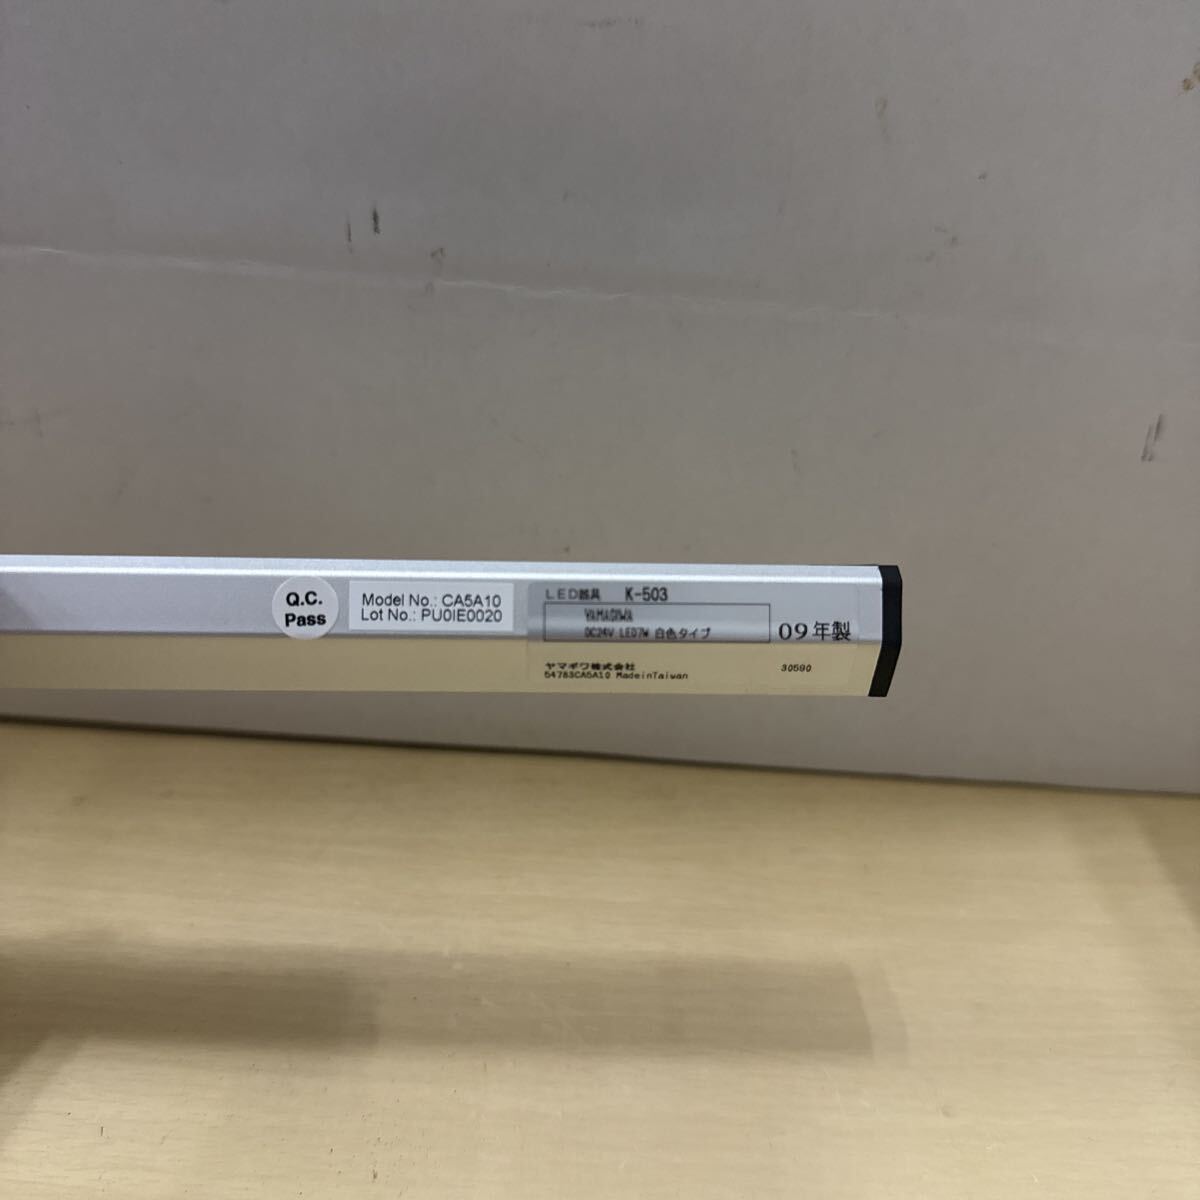 Q.C.
Pass
Model No.: CA5A10
Lot No.: PU0IE0020
LED器具 K-503
YAMAGIWA
DC24V LED7W 白色タイプ
09年製
ヤマギワ株式会社
54783CA5A10 MadeinTaiwan
30590